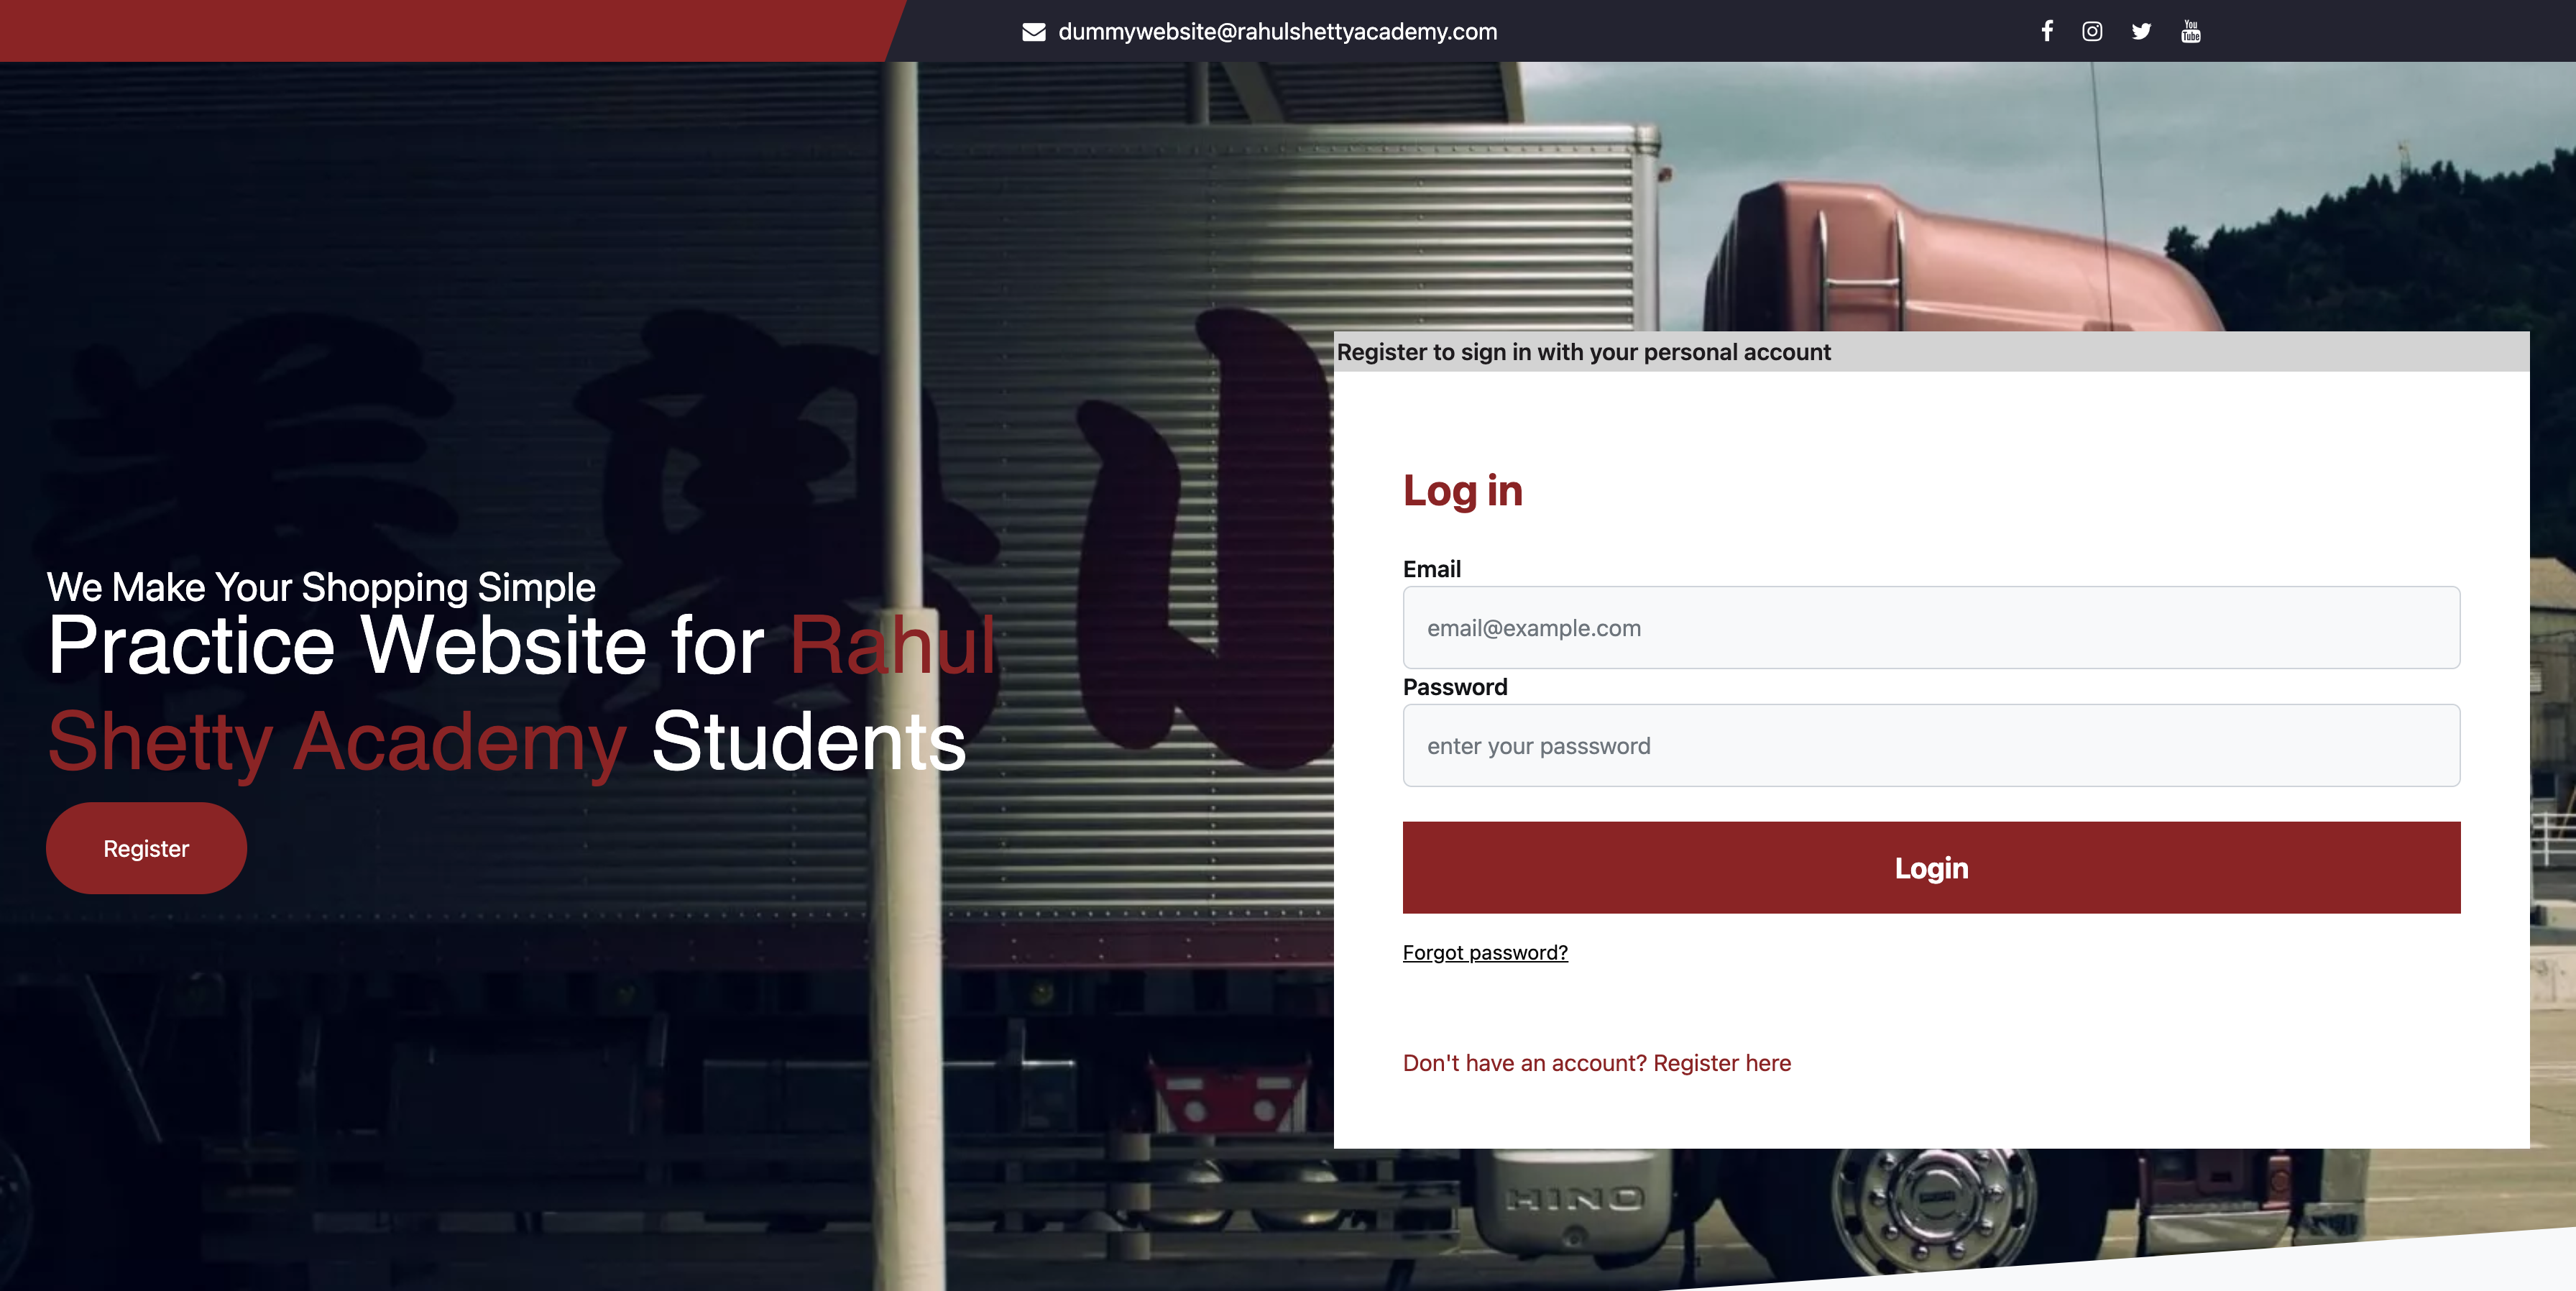 dummywebsite@rahulshettyacademy.com
Register to sign in with your personal account
Log in
Email
email@example.com
Password
enter your passsword
Login
Forgot password?
Don't have an account? Register here
We Make Your Shopping Simple
Practice Website for Rahul
Shetty Academy Students
Register
You
Tube
HINO